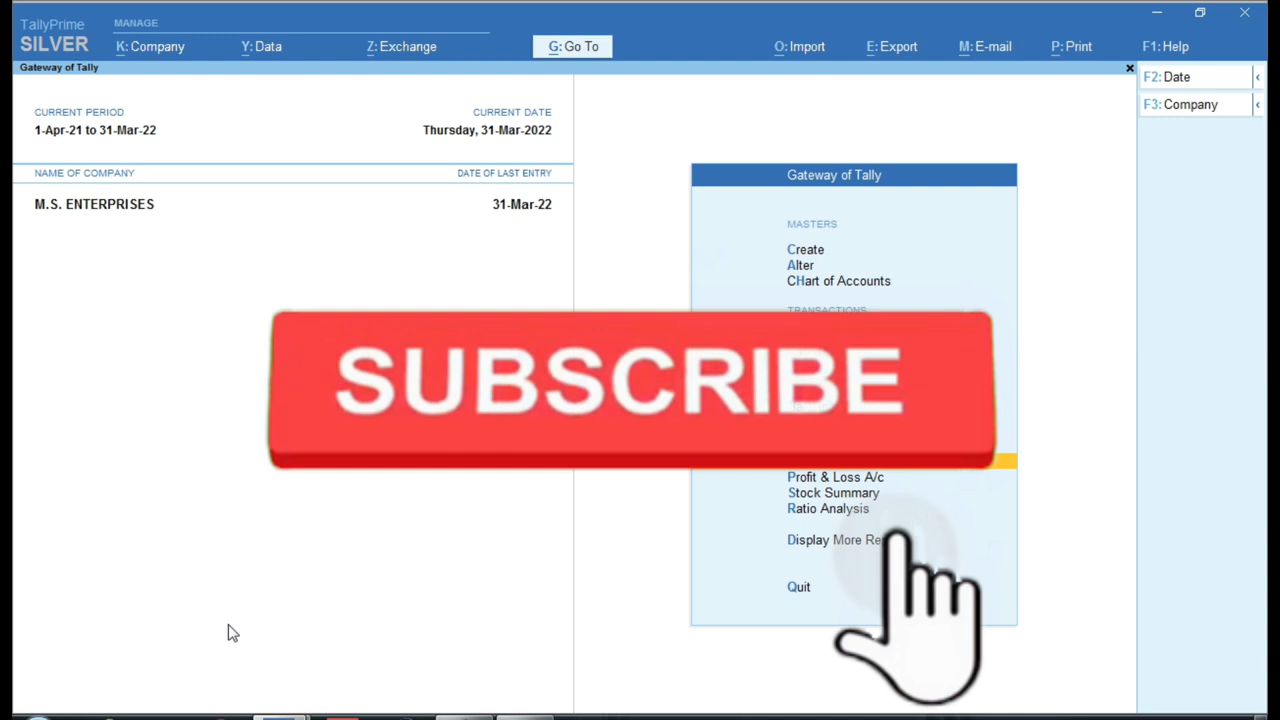 TallyPrime
SILVER
MANAGE
K: Company
Y: Data
Z: Exchange
G: Go To
O: Import
E: Export
M: E-mail
P: Print
F1: Help
Gateway of Tally
F2: Date
F3: Company
CURRENT PERIOD
CURRENT DATE
1-Apr-21 to 31-Mar-22
Thursday, 31-Mar-2022
NAME OF COMPANY
DATE OF LAST ENTRY
M.S. ENTERPRISES
31-Mar-22
Gateway of Tally
MASTERS
Create
Alter
CHart of Accounts
TRANSACTIONS
SUBSCRIBE
Profit & Loss A/c
Stock Summary
Ratio Analysis
Display More
Quit